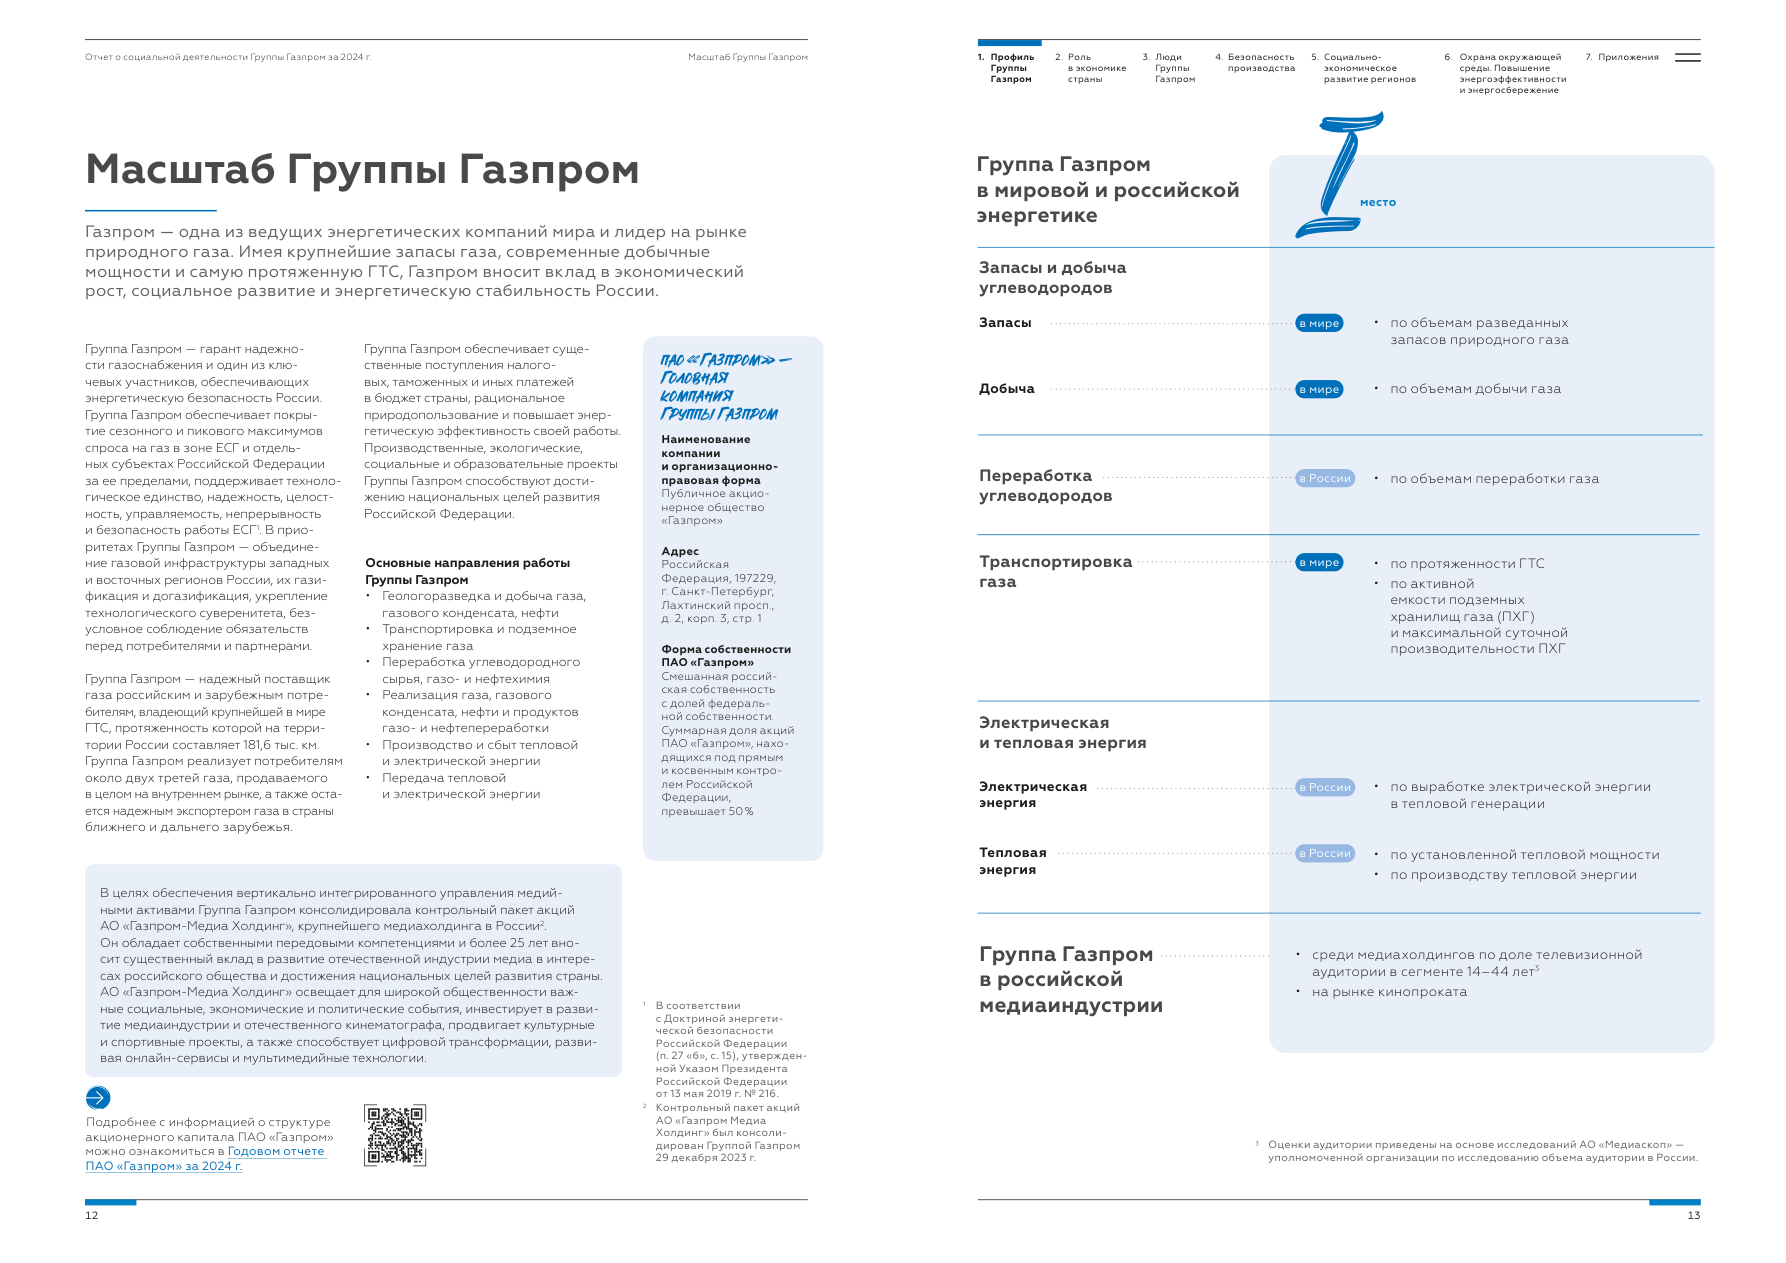 Отчет о социальной деятельности Группы Газпром за 2024 г.
Масштаб Группы Газпром
Масштаб Группы Газпром
Газпром — одна из ведущих энергетических компаний мира и лидер на рынке
природного газа. Имея крупнейшие запасы газа, современные добычные
мощности и самую протяженную ГТС, Газпром вносит вклад в экономический
рост, социальное развитие и энергетическую стабильность России.
Группа Газпром — гарант надежно-
сти газоснабжения и один из клю-
чевых участников, обеспечивающих
энергетическую безопасность России.
Группа Газпром обеспечивает покры-
тие сезонного и пикового максимумов
спроса на газ в зоне ЕСГ и отдель-
ных субъектах Российской Федерации
за ее пределами, поддерживает техноло-
гическое единство, надежность, целост-
ность, управляемость, непрерывность
и безопасность работы ЕСГ¹. В прио-
ритетах Группы Газпром — объедине-
ние газовой инфраструктуры западных
и восточных регионов России, их гази-
фикация и догазификация, укрепление
технологического суверенитета, без-
условное соблюдение обязательств
перед потребителями и партнерами.
Группа Газпром — надежный поставщик
газа российским и зарубежным потре-
бителям, владеющий крупнейшей в мире
ГТС, протяженность которой на терри-
тории России составляет 181,6 тыс. км.
Группа Газпром реализует потребителям
около двух третей газа, продаваемого
в целом на внутреннем рынке, а также оста-
ется надежным экспортером газа в страны
ближнего и дальнего зарубежья.
Группа Газпром обеспечивает суще-
ственные поступления налого-
вых, таможенных и иных платежей
в бюджет страны, рациональное
природопользование и повышает энер-
гетическую эффективность своей работы.
Производственные, экологические,
социальные и образовательные проекты
Группы Газпром способствуют дости-
жению национальных целей развития
Российской Федерации.
Основные направления работы
Группы Газпром
• Геологоразведка и добыча газа,
газового конденсата, нефти
• Транспортировка и подземное
хранение газа
• Переработка углеводородного
сырья, газо- и нефтехимия
• Реализация газа, газового
конденсата, нефти и продуктов
газо- и нефтепереработки
• Производство и сбыт тепловой
и электрической энергии
• Передача тепловой
и электрической энергии
ПАО «Газпром» —
Головная
компания
Группы Газпром
Наименование
компании
и организационно-
правовая форма
Публичное акцио-
нерное общество
«Газпром»
Адрес
Российская
Федерация, 197229,
г. Санкт-Петербург,
Лахтинский просп.,
д. 2, корп. 3, стр. 1
Форма собственности
ПАО «Газпром»
Смешанная россий-
ская собственность
с долей федераль-
ной собственности.
Суммарная доля акций
ПАО «Газпром», нахо-
дящихся под прямым
и косвенным контро-
лем Российской
Федерации,
превышает 50 %
В целях обеспечения вертикально интегрированного управления медий-
ными активами Группа Газпром консолидировала контрольный пакет акций
АО «Газпром-Медиа Холдинг», крупнейшего медиахолдинга в России².
Он обладает собственными передовыми компетенциями и более 25 лет вно-
сит существенный вклад в развитие отечественной индустрии медиа в интере-
сах российского общества и достижения национальных целей развития страны.
АО «Газпром-Медиа Холдинг» освещает для широкой общественности важ-
ные социальные, экономические и политические события, инвестирует в разви-
тие медиаиндустрии и отечественного кинематографа, продвигает культурные
и спортивные проекты, а также способствует цифровой трансформации, разви-
вая онлайн-сервисы и мультимедийные технологии.
Подробнее с информацией о структуре
акционерного капитала ПАО «Газпром»
можно ознакомиться в Годовом отчете
ПАО «Газпром» за 2024 г.
¹ В соответствии
с Доктриной энергети-
ческой безопасности
Российской Федерации
(п. 27 «б», с. 15), утвержден-
ной Указом Президента
Российской Федерации
от 13 мая 2019 г. № 216.
² Контрольный пакет акций
АО «Газпром Медиа
Холдинг» был консоли-
дирован Группой Газпром
29 декабря 2023 г.
12
1. Профиль
Группы
Газпром
2. Роль
в экономике
страны
3. Люди
Группы
Газпром
4. Безопасность
производства
5. Социально-
экономическое
развитие регионов
6. Охрана окружающей
среды. Повышение
энергоэффективности
и энергосбережение
7. Приложения
Группа Газпром
в мировой и российской
энергетике
I
место
Запасы и добыча
углеводородов
Запасы
в мире
• по объемам разведанных
запасов природного газа
Добыча
в мире
• по объемам добычи газа
Переработка
углеводородов
в России
• по объемам переработки газа
Транспортировка
газа
в мире
• по протяженности ГТС
• по активной
емкости подземных
хранилищ газа (ПХГ)
и максимальной суточной
производительности ПХГ
Электрическая
и тепловая энергия
Электрическая
энергия
в России
• по выработке электрической энергии
в тепловой генерации
Тепловая
энергия
в России
• по установленной тепловой мощности
• по производству тепловой энергии
Группа Газпром
в российской
медиаиндустрии
• среди медиахолдингов по доле телевизионной
аудитории в сегменте 14–44 лет³
• на рынке кинопроката
³ Оценки аудитории приведены на основе исследований АО «Медиаскоп» —
уполномоченной организации по исследованию объема аудитории в России.
13